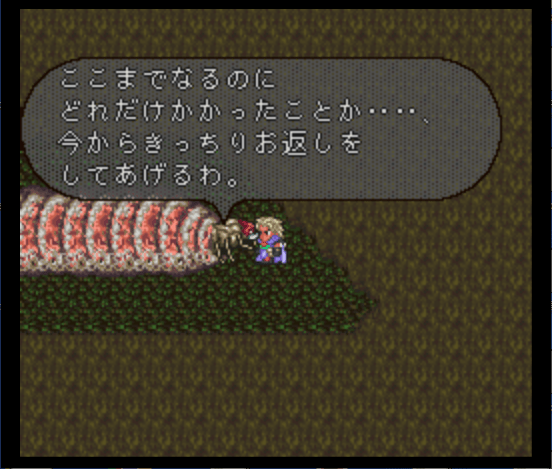 ここまでなるのに
どれだけかかったことか‥‥、
今からきっちりお返しを
してあげるわ。